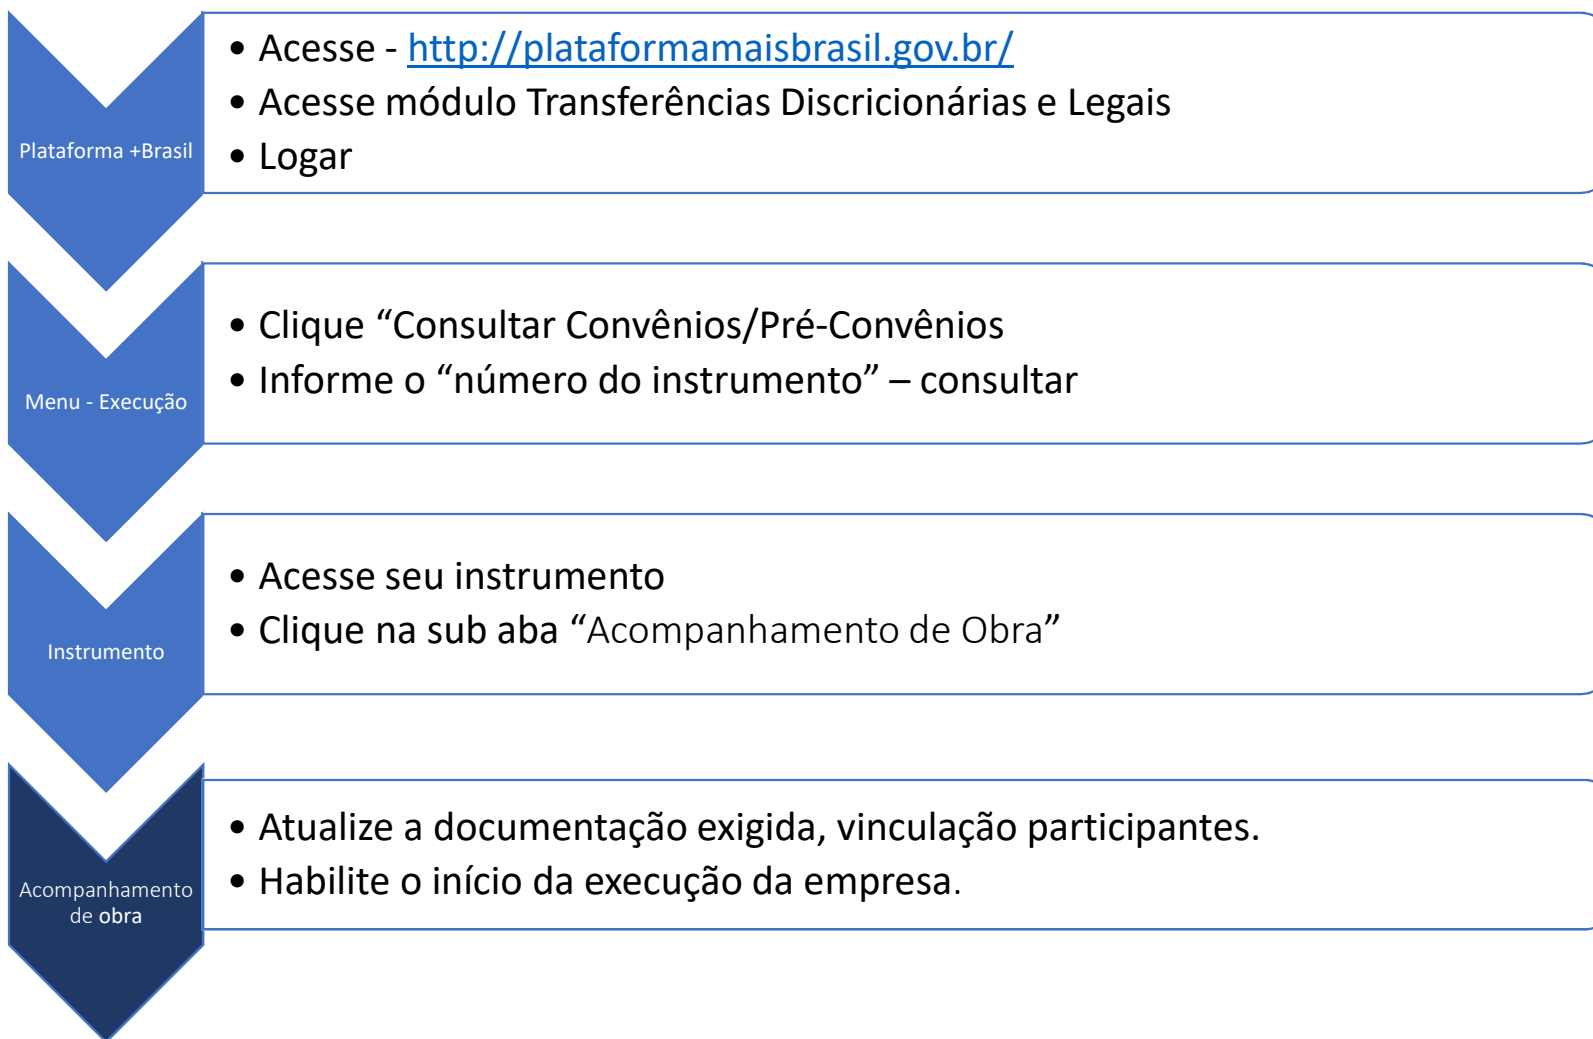 Plataforma +Brasil
• Acesse - http://plataformamaisbrasil.gov.br/
• Acesse módulo Transferências Discricionárias e Legais
• Logar
Menu - Execução
• Clique “Consultar Convênios/Pré-Convênios
• Informe o “número do instrumento” – consultar
Instrumento
• Acesse seu instrumento
• Clique na sub aba “Acompanhamento de Obra”
Acompanhamento
de obra
• Atualize a documentação exigida, vinculação participantes.
• Habilite o início da execução da empresa.